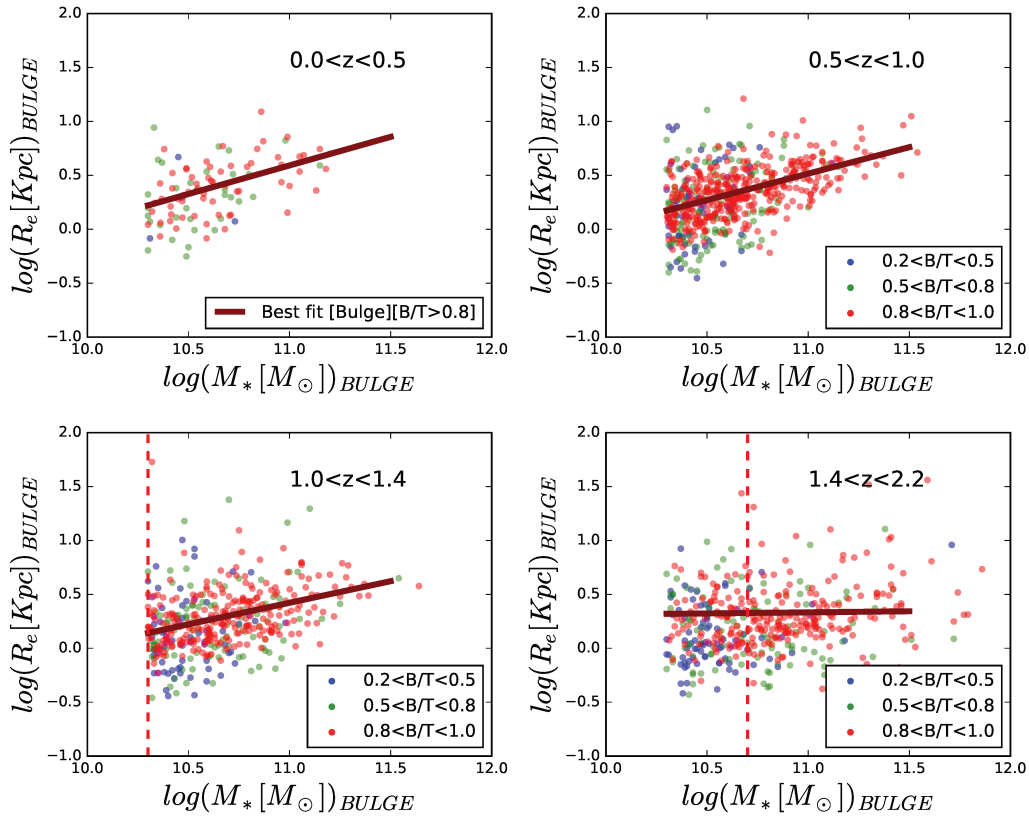 2.0
1.5
1.0
0.5
0.0
−0.5
−1.0
10.0 10.5 11.0 11.5 12.0
log(R_e[Kpc])_BULGE
log(M_*[M_⊙])_BULGE
0.0<z<0.5
Best fit [Bulge][B/T>0.8]
2.0
1.5
1.0
0.5
0.0
−0.5
−1.0
10.0 10.5 11.0 11.5 12.0
log(R_e[Kpc])_BULGE
log(M_*[M_⊙])_BULGE
0.5<z<1.0
0.2<B/T<0.5
0.5<B/T<0.8
0.8<B/T<1.0
2.0
1.5
1.0
0.5
0.0
−0.5
−1.0
10.0 10.5 11.0 11.5 12.0
log(R_e[Kpc])_BULGE
log(M_*[M_⊙])_BULGE
1.0<z<1.4
0.2<B/T<0.5
0.5<B/T<0.8
0.8<B/T<1.0
2.0
1.5
1.0
0.5
0.0
−0.5
−1.0
10.0 10.5 11.0 11.5 12.0
log(R_e[Kpc])_BULGE
log(M_*[M_⊙])_BULGE
1.4<z<2.2
0.2<B/T<0.5
0.5<B/T<0.8
0.8<B/T<1.0